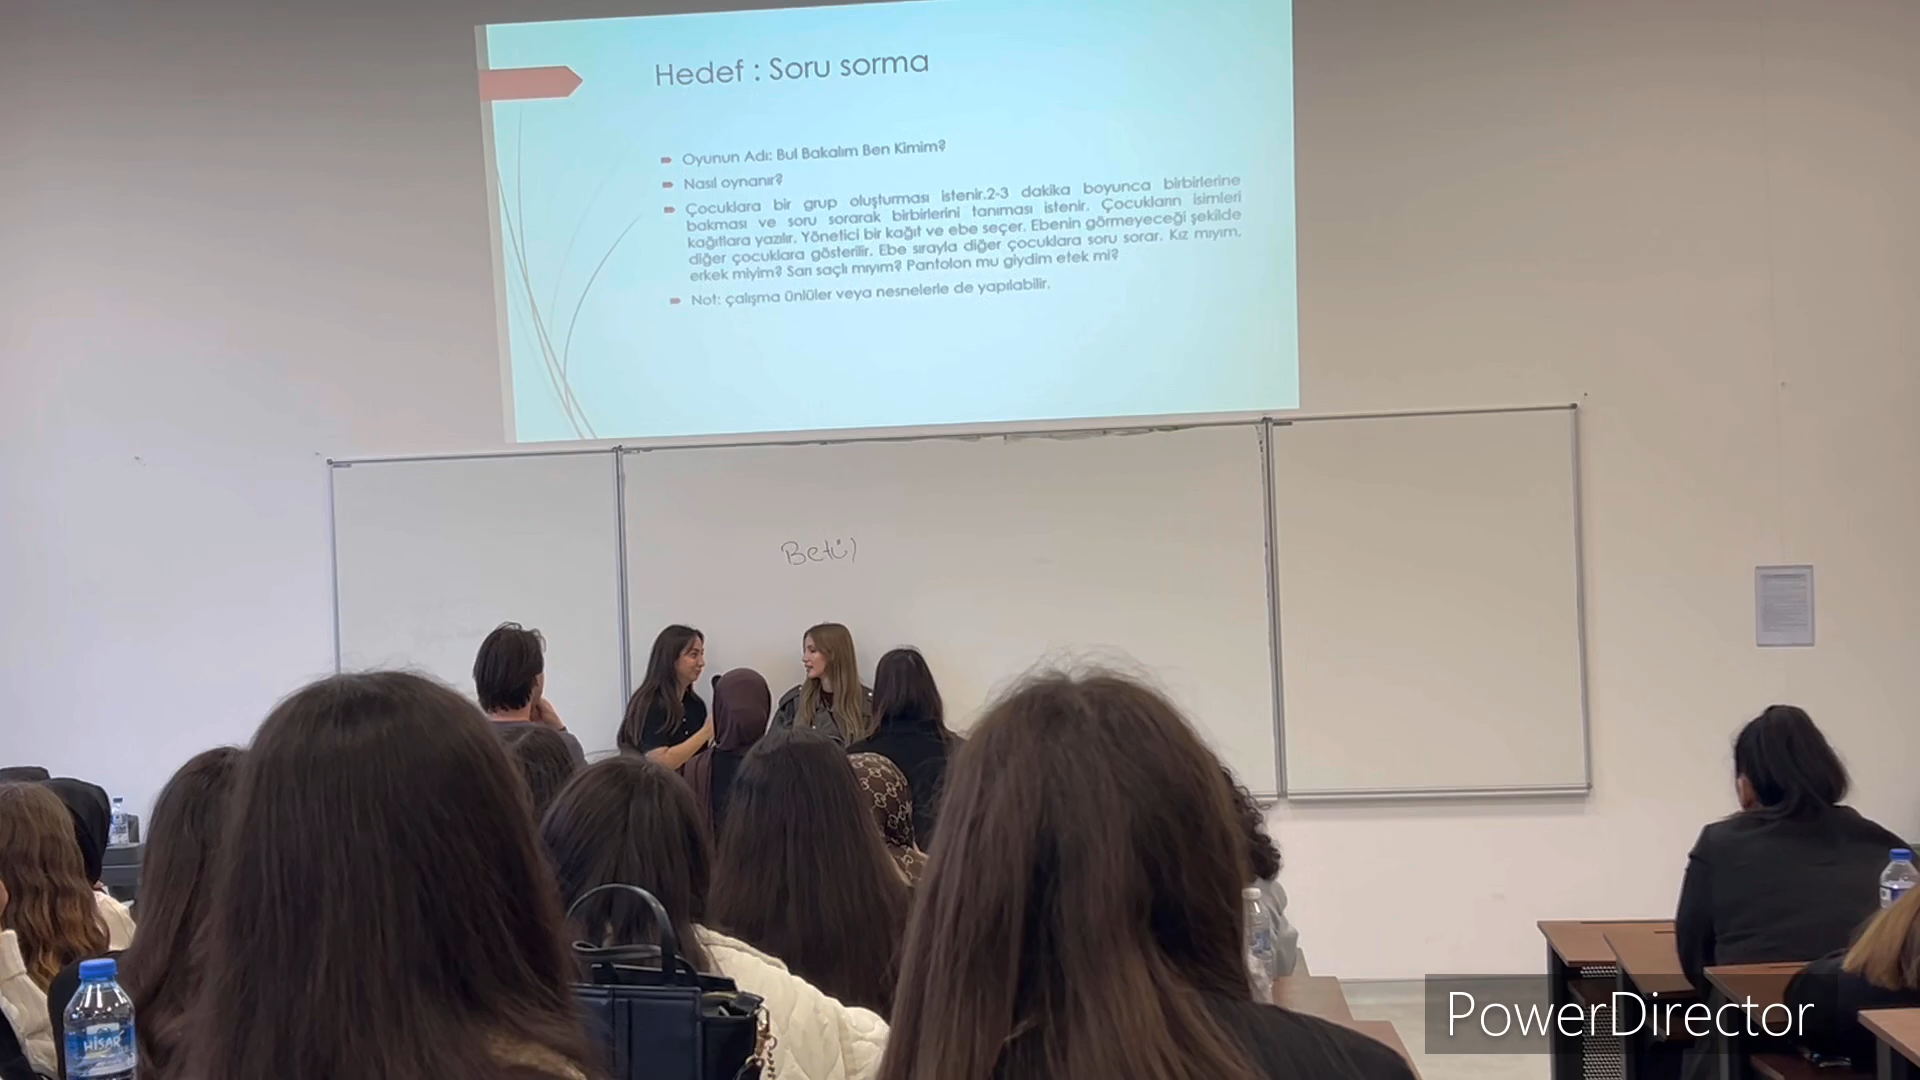 Hedef : Soru sorma
Oyunun Adı: Bul Bakalım Ben Kimim?
Nasıl oynanır?
Çocuklara bir grup oluşturması istenir.2-3 dakika boyunca birbirlerine
bakması ve soru sorarak birbirlerini tanıması istenir. Çocukların isimleri
kağıtlara yazılır. Yönetici bir kağıt ve ebe seçer. Ebenin görmeyeceği şekilde
diğer çocuklara gösterilir. Ebe sırayla diğer çocuklara soru sorar. Kız mıyım,
erkek miyim? Sarı saçlı mıyım? Pantolon mu giydim etek mi?
Not: çalışma ünlüler veya nesnelerle de yapılabilir.
Betül
HİSAR
PowerDirector